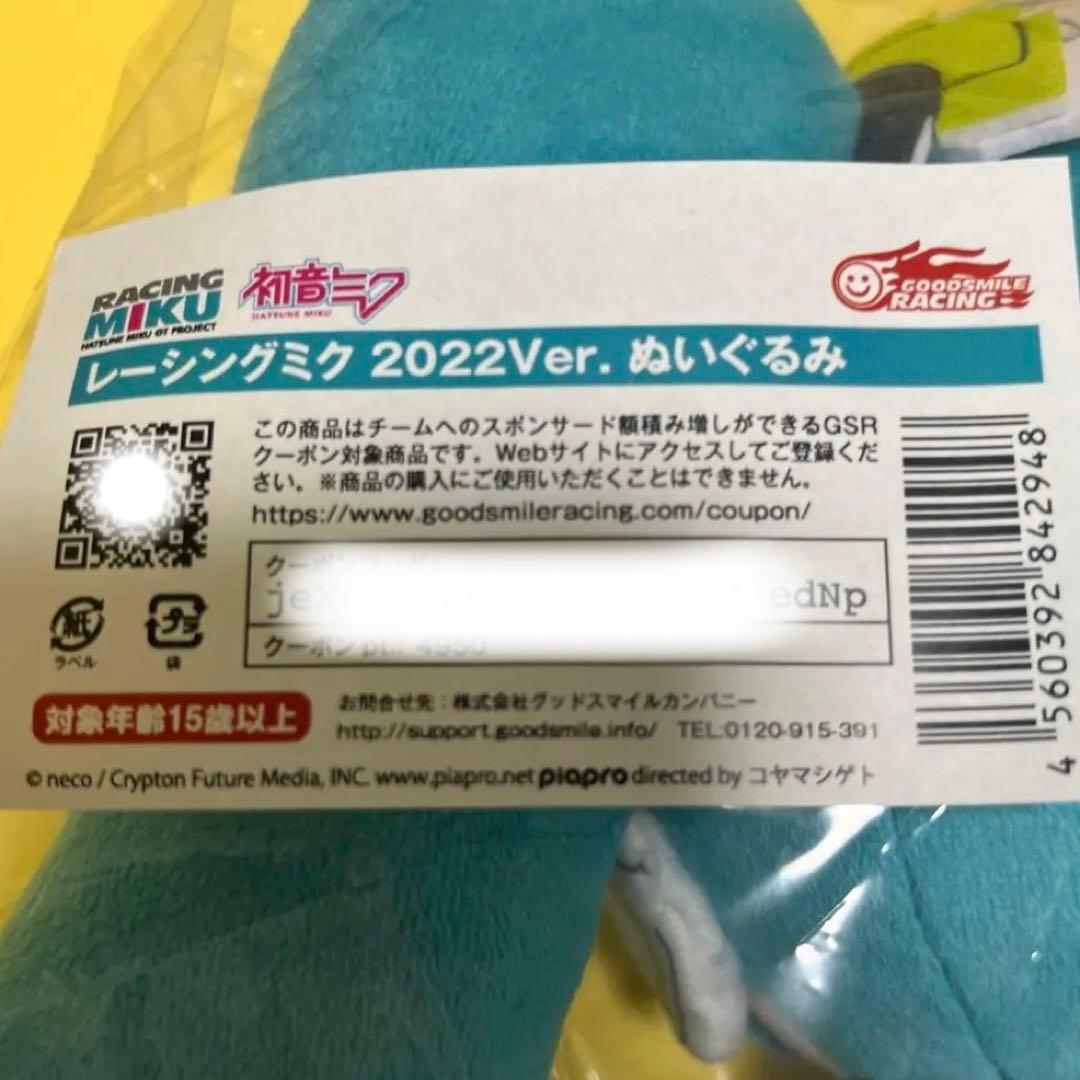 RACING
MIKU
HATSUNE MIKU GT PROJECT
初音ミク
HATSUNE MIKU
GOODSMILE
RACING
レーシングミク 2022Ver. ぬいぐるみ
この商品はチームへのスポンサード額積み増しができるGSR
クーポン対象商品です。Webサイトにアクセスしてご登録くだ
さい。※商品の購入にご使用いただくことはできません。
https://www.goodsmileracing.com/coupon/
edNp
クーポンpt.: 4950
紙
ラベル
プラ
袋
対象年齢15歳以上
お問合せ先：株式会社グッドスマイルカンパニー
http://support.goodsmile.info/ TEL:0120-915-391
© neco / Crypton Future Media, INC. www.piapro.net piapro directed by コヤマシゲト
4 560392 842948